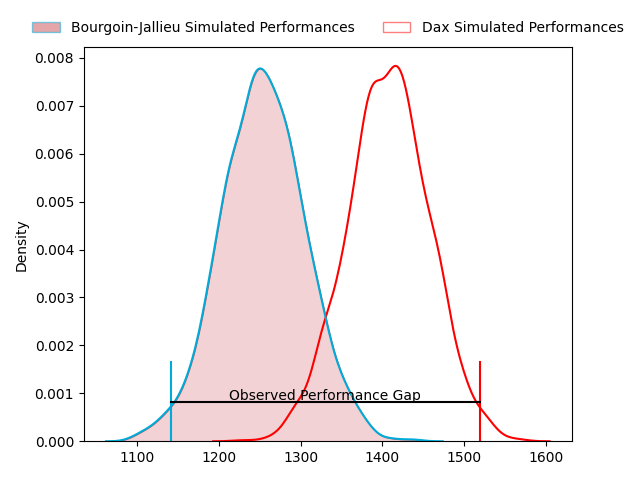 Bourgoin-Jallieu Simulated Performances
Dax Simulated Performances
0.008
0.007
0.006
0.005
0.004
0.003
0.002
0.001
0.000
Density
Observed Performance Gap
1100 1200 1300 1400 1500 1600